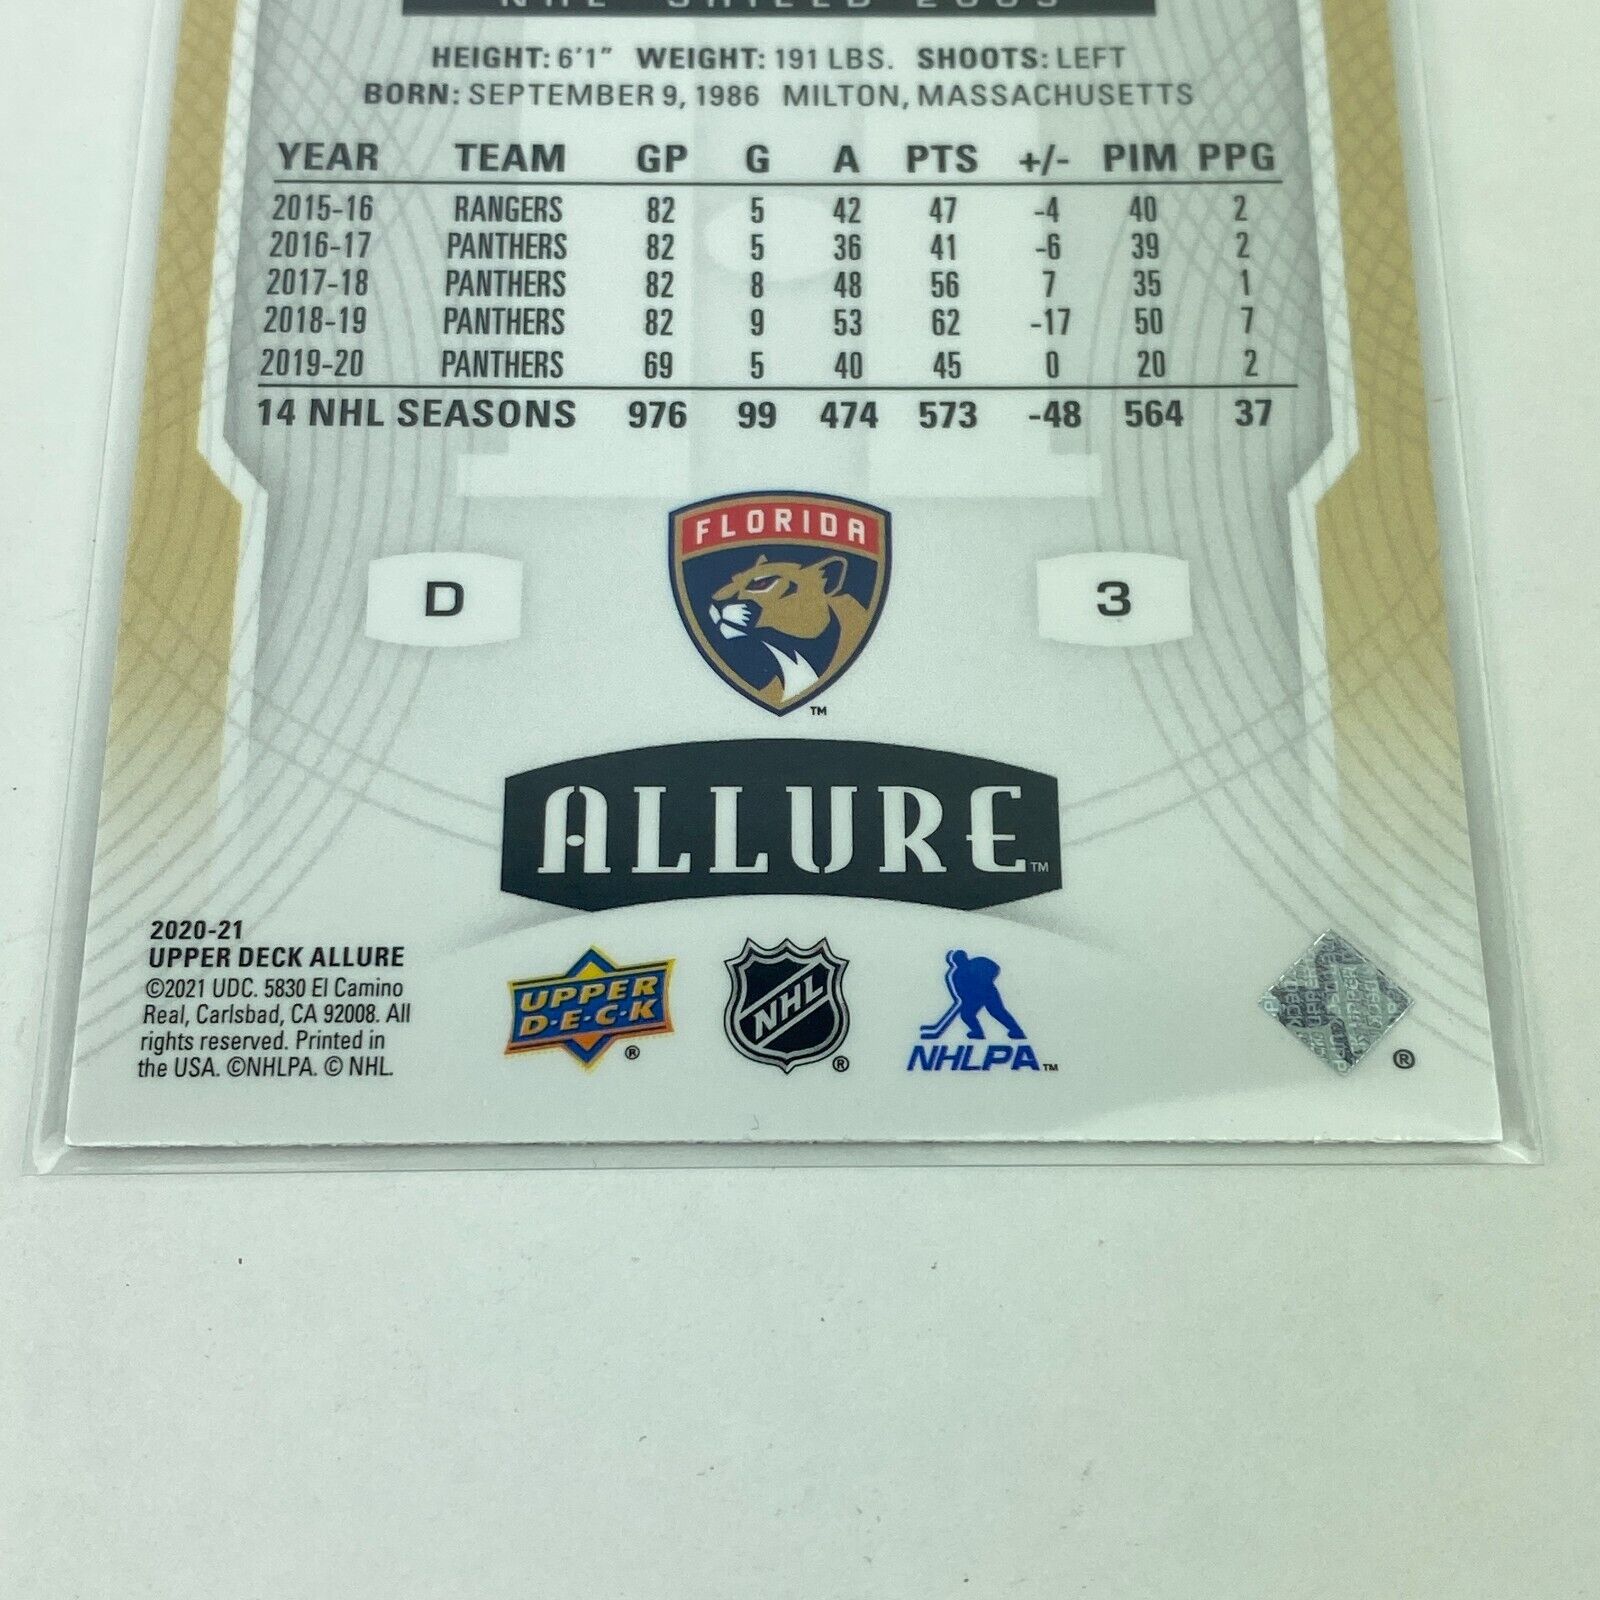 HEIGHT: 6'1" WEIGHT: 191 LBS. SHOOTS: LEFT
BORN: SEPTEMBER 9, 1986 MILTON, MASSACHUSETTS
YEAR TEAM GP G A PTS +/- PIM PPG
2015-16 RANGERS 82 5 42 47 -4 40 2
2016-17 PANTHERS 82 5 36 41 -6 39 2
2017-18 PANTHERS 82 8 48 56 7 35 1
2018-19 PANTHERS 82 9 53 62 -17 50 7
2019-20 PANTHERS 69 5 40 45 0 20 2
14 NHL SEASONS 976 99 474 573 -48 564 37
FLORIDA
D 3
TM
ALLURE TM
2020-21
UPPER DECK ALLURE
©2021 UDC. 5830 El Camino
Real, Carlsbad, CA 92008. All
rights reserved. Printed in
the USA. ©NHLPA. © NHL.
UPPER
D·E·C·K ®
NHL ®
NHLPA TM
®